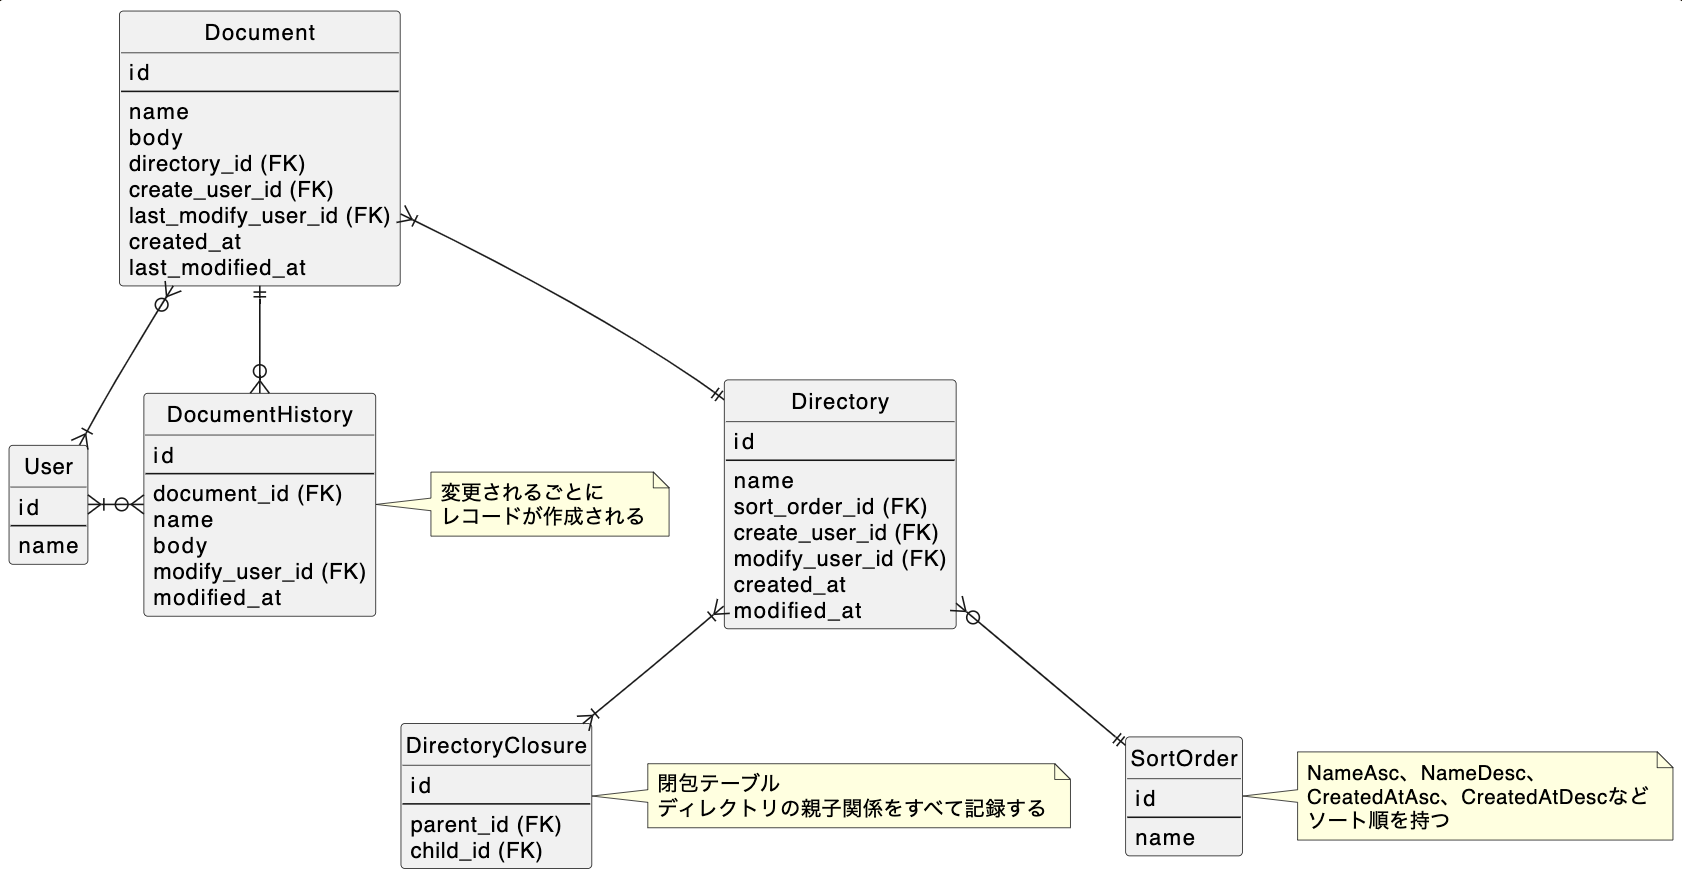 Document
id
name
body
directory_id (FK)
create_user_id (FK)
last_modify_user_id (FK)
created_at
last_modified_at
User
id
name
DocumentHistory
id
document_id (FK)
name
body
modify_user_id (FK)
modified_at
変更されるごとに
レコードが作成される
Directory
id
name
sort_order_id (FK)
create_user_id (FK)
modify_user_id (FK)
created_at
modified_at
DirectoryClosure
id
parent_id (FK)
child_id (FK)
閉包テーブル
ディレクトリの親子関係をすべて記録する
SortOrder
id
name
NameAsc、NameDesc、
CreatedAtAsc、CreatedAtDescなど
ソート順を持つ